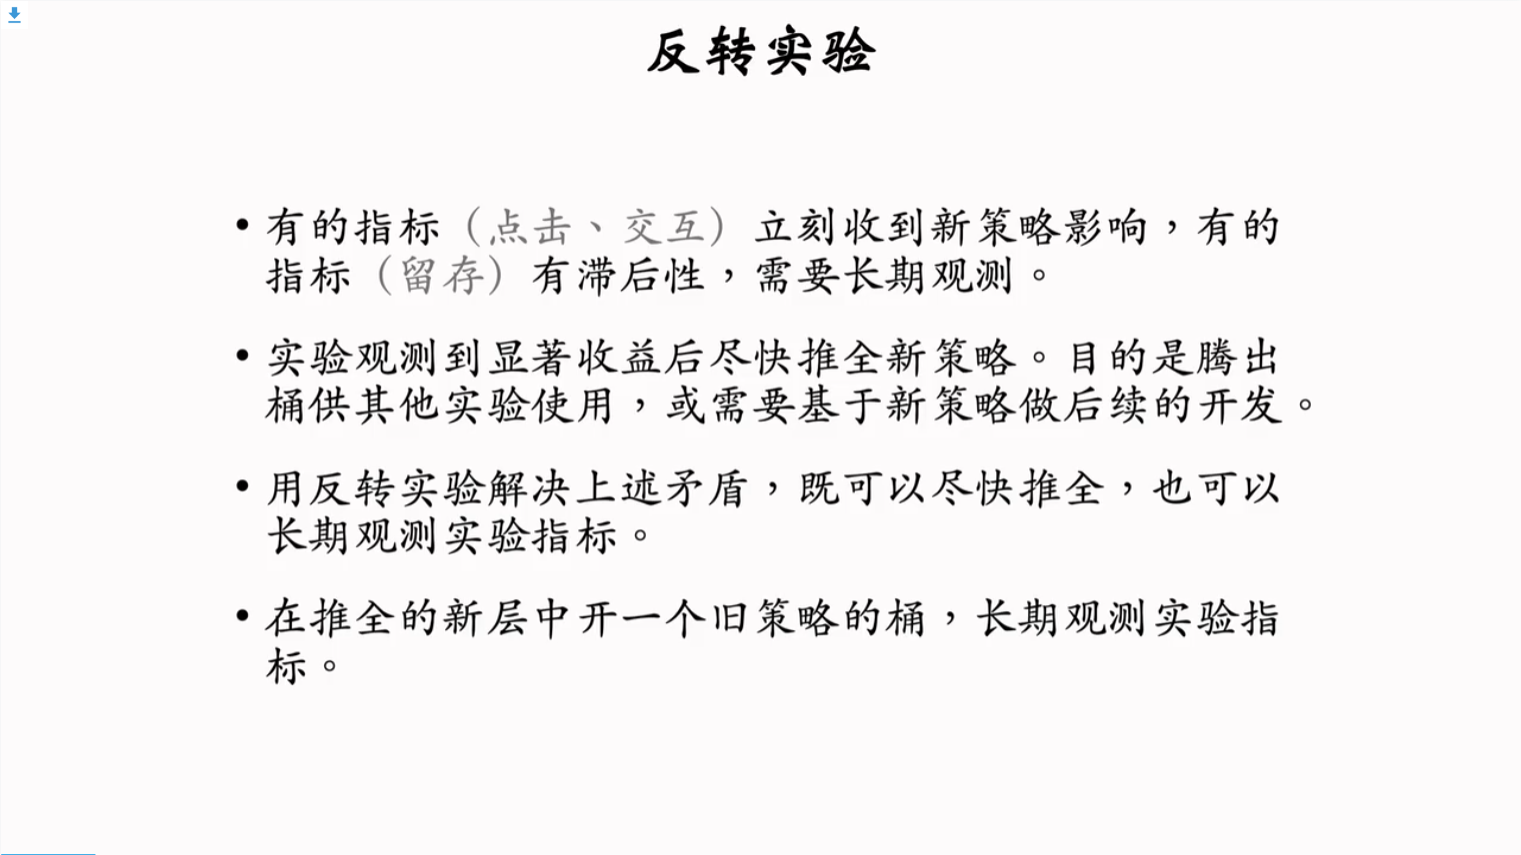 反转实验
• 有的指标（点击、交互）立刻收到新策略影响，有的
指标（留存）有滞后性，需要长期观测。
• 实验观测到显著收益后尽快推全新策略。目的是腾出
桶供其他实验使用，或需要基于新策略做后续的开发。
• 用反转实验解决上述矛盾，既可以尽快推全，也可以
长期观测实验指标。
• 在推全的新层中开一个旧策略的桶，长期观测实验指
标。